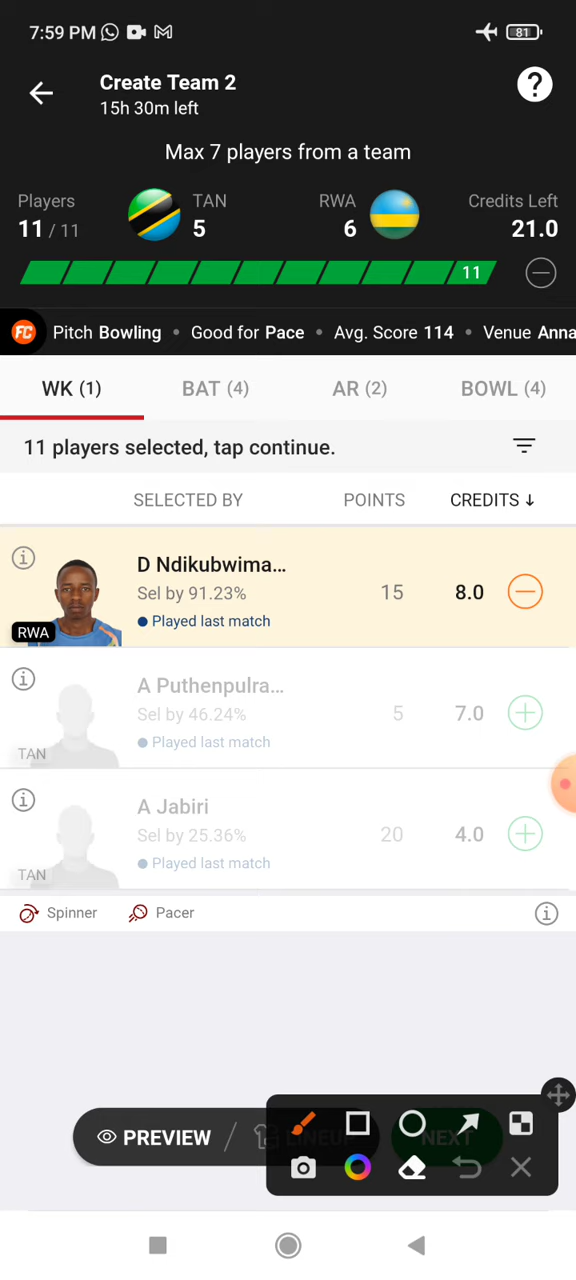 7:59 PM 81
Create Team 2
15h 30m left
?
Max 7 players from a team
Players TAN RWA Credits Left
11 / 11 5 6 21.0
11
FC Pitch Bowling • Good for Pace • Avg. Score 114 • Venue Anna
WK (1) BAT (4) AR (2) BOWL (4)
11 players selected, tap continue.
SELECTED BY POINTS CREDITS ↓
D Ndikubwima...
Sel by 91.23% 15 8.0
Played last match
RWA
A Puthenpulra...
Sel by 46.24% 5 7.0
Played last match
TAN
A Jabiri
Sel by 25.36% 20 4.0
Played last match
TAN
Spinner Pacer
PREVIEW / LINEUP NEXT